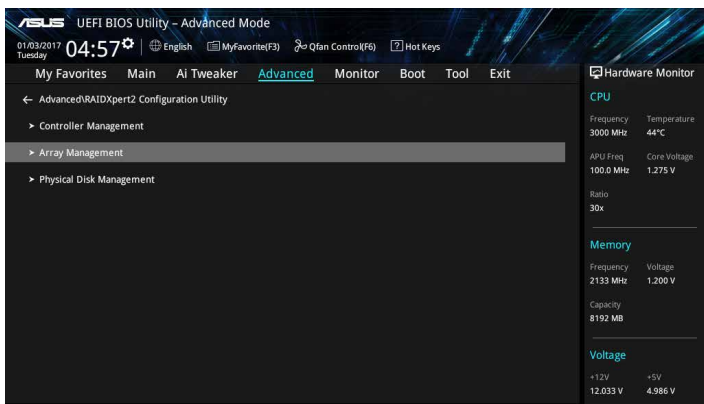 ASUS UEFI BIOS Utility – Advanced Mode
01/03/2017 Tuesday 04:57 English MyFavorite(F3) Qfan Control(F6) ? Hot Keys
My Favorites Main Ai Tweaker Advanced Monitor Boot Tool Exit
← Advanced\RAIDXpert2 Configuration Utility
> Controller Management
> Array Management
> Physical Disk Management
Hardware Monitor
CPU
Frequency Temperature
3000 MHz 44°C
APU Freq Core Voltage
100.0 MHz 1.275 V
Ratio
30x
Memory
Frequency Voltage
2133 MHz 1.200 V
Capacity
8192 MB
Voltage
+12V +5V
12.033 V 4.986 V